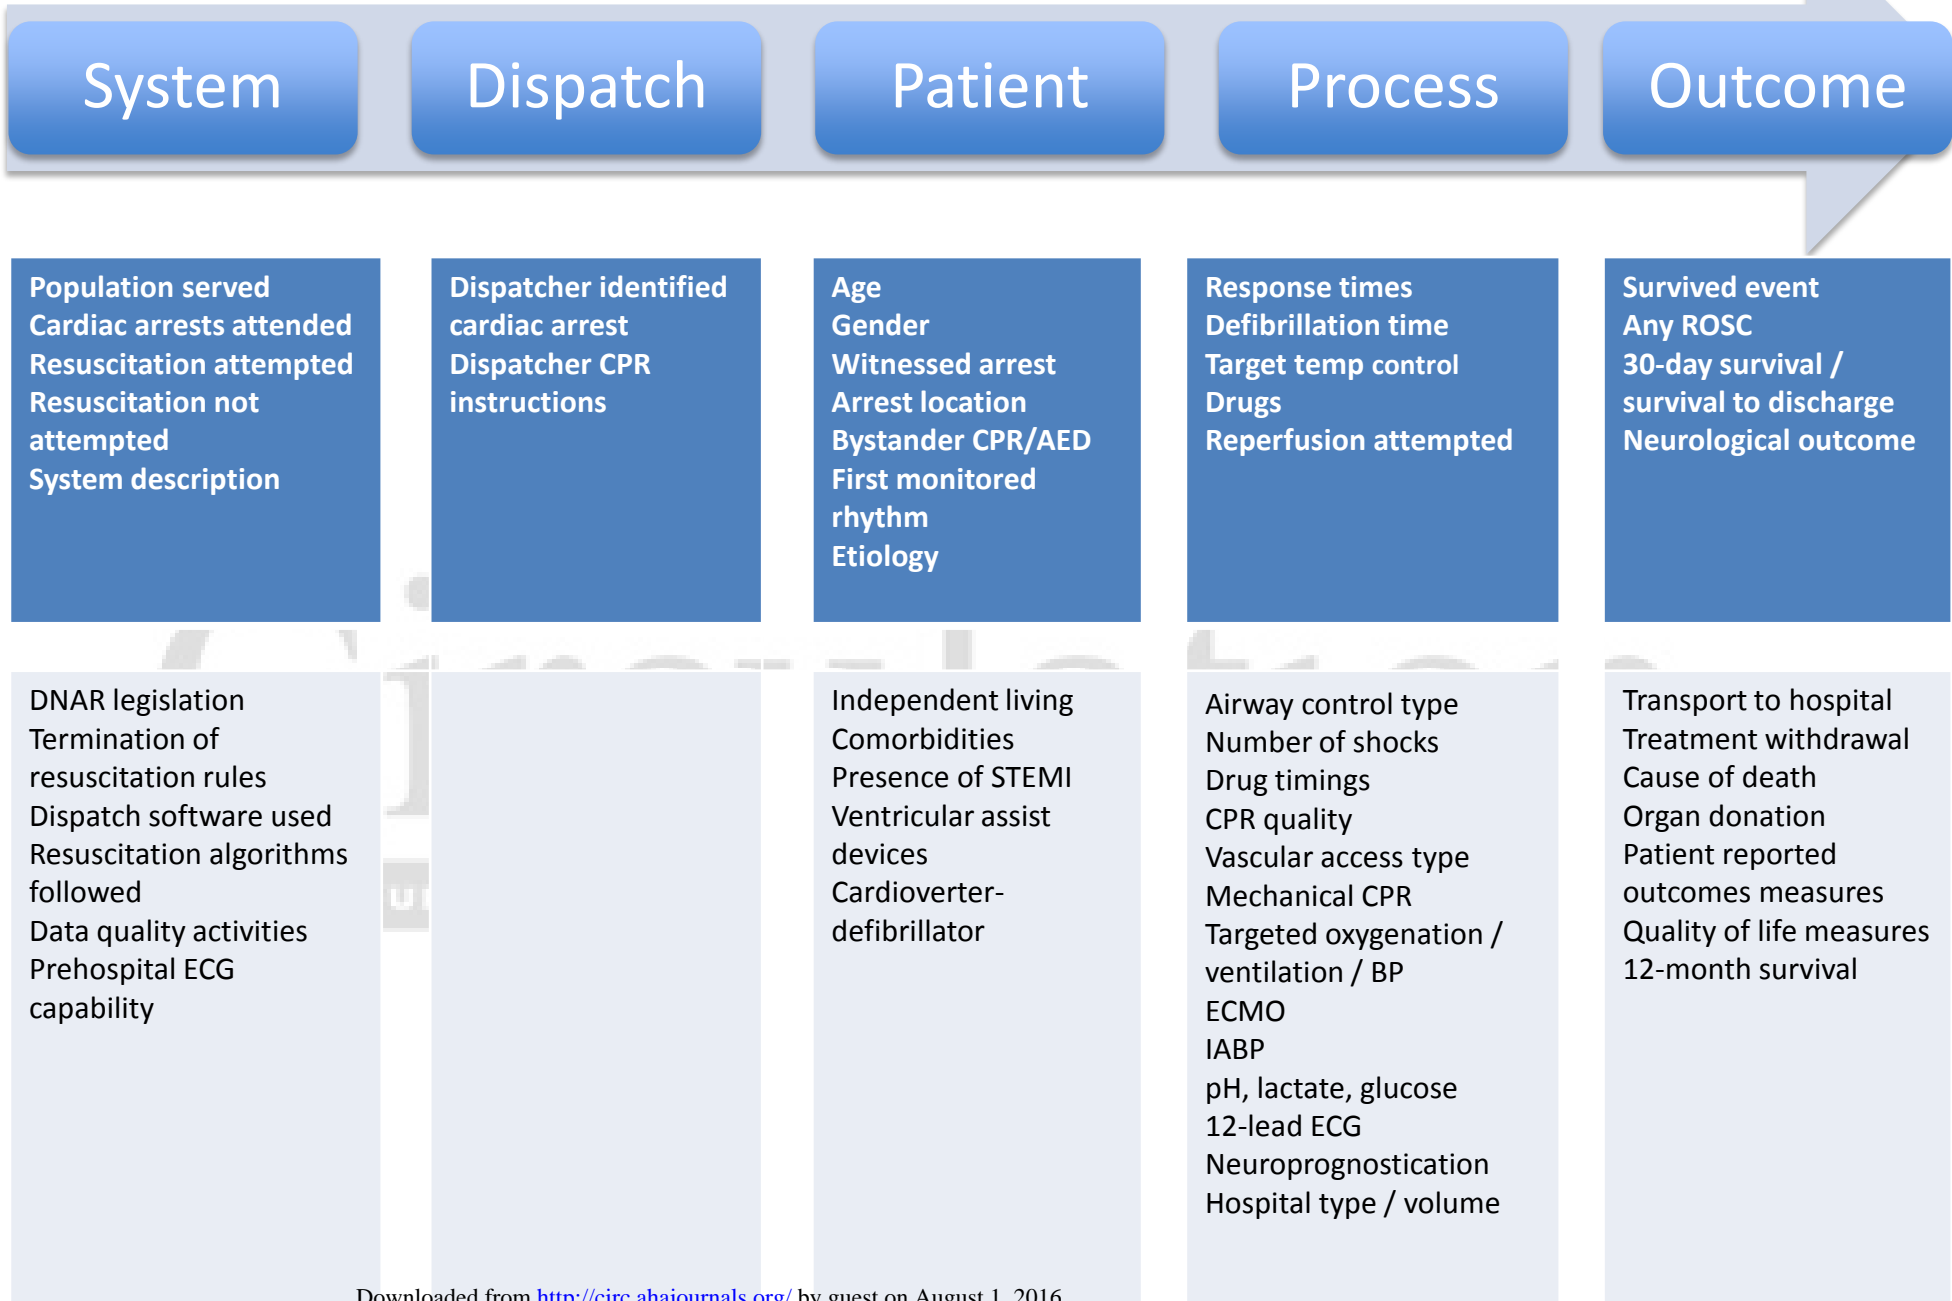 System
Dispatch
Patient
Process
Outcome
Population served
Cardiac arrests attended
Resuscitation attempted
Resuscitation not
attempted
System description
Dispatcher identified
cardiac arrest
Dispatcher CPR
instructions
Age
Gender
Witnessed arrest
Arrest location
Bystander CPR/AED
First monitored
rhythm
Etiology
Response times
Defibrillation time
Target temp control
Drugs
Reperfusion attempted
Survived event
Any ROSC
30-day survival /
survival to discharge
Neurological outcome
DNAR legislation
Termination of
resuscitation rules
Dispatch software used
Resuscitation algorithms
followed
Data quality activities
Prehospital ECG
capability
Independent living
Comorbidities
Presence of STEMI
Ventricular assist
devices
Cardioverter-
defibrillator
Airway control type
Number of shocks
Drug timings
CPR quality
Vascular access type
Mechanical CPR
Targeted oxygenation /
ventilation / BP
ECMO
IABP
pH, lactate, glucose
12-lead ECG
Neuroprognostication
Hospital type / volume
Transport to hospital
Treatment withdrawal
Cause of death
Organ donation
Patient reported
outcomes measures
Quality of life measures
12-month survival
Downloaded from http://circ.ahajournals.org/ by guest on August 1, 2016